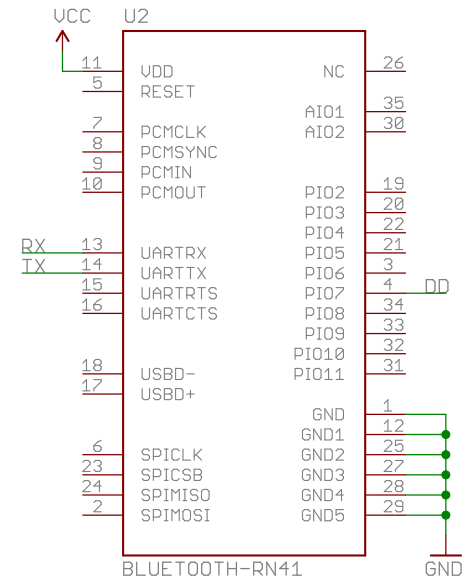 VCC U2
11 VDD NC 26
5 RESET
AIO1 35
7 PCMCLK AIO2 30
8 PCMSYNC
9 PCMIN
10 PCMOUT PIO2 19
PIO3 20
PIO4 22
RX 13 UARTRX PIO5 21
TX 14 UARTTX PIO6 3
15 UARTRTS PIO7 4 DD
16 UARTCTS PIO8 34
PIO9 33
PIO10 32
18 USBD- PIO11 31
17 USBD+
GND 1
GND1 12
6 SPICLK GND2 25
23 SPICSB GND3 27
24 SPIMISO GND4 28
2 SPIMOSI GND5 29
BLUETOOTH-RN41 GND